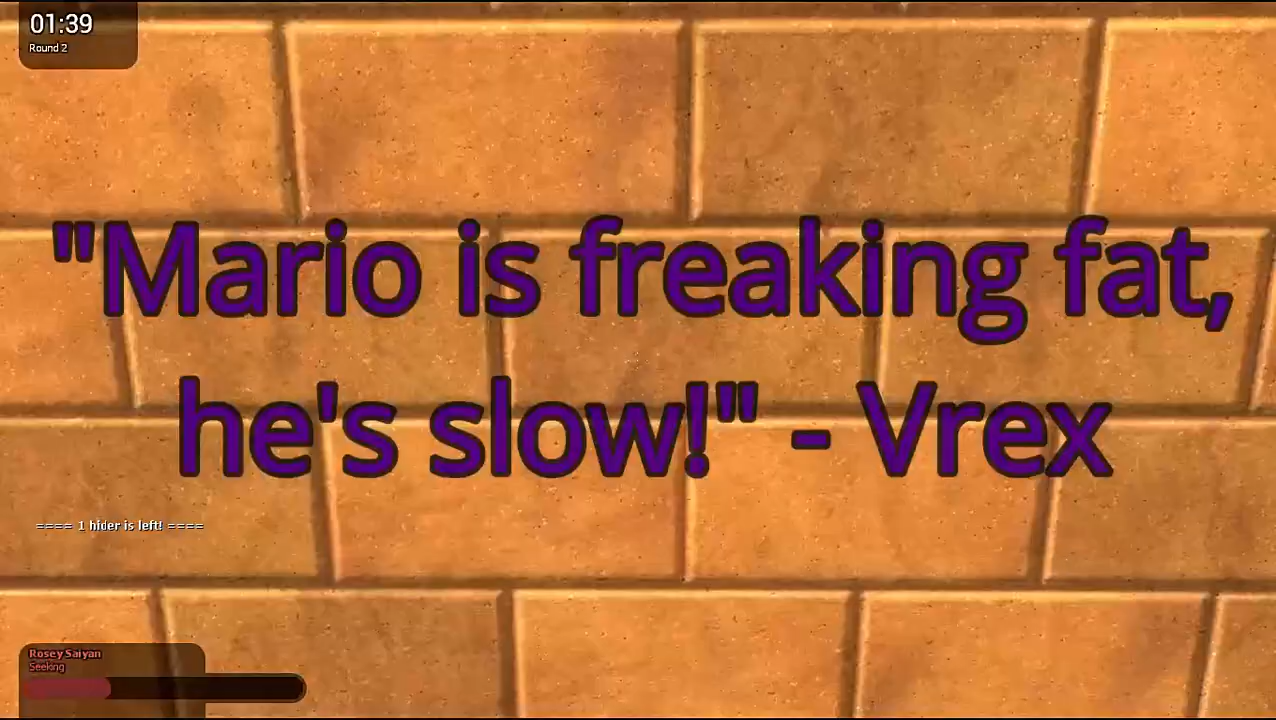 01:39
Round 2
"Mario is freaking fat,
he's slow!" - Vrex
==== 1 hider is left! ====
Rosey Saiyan
Seeking